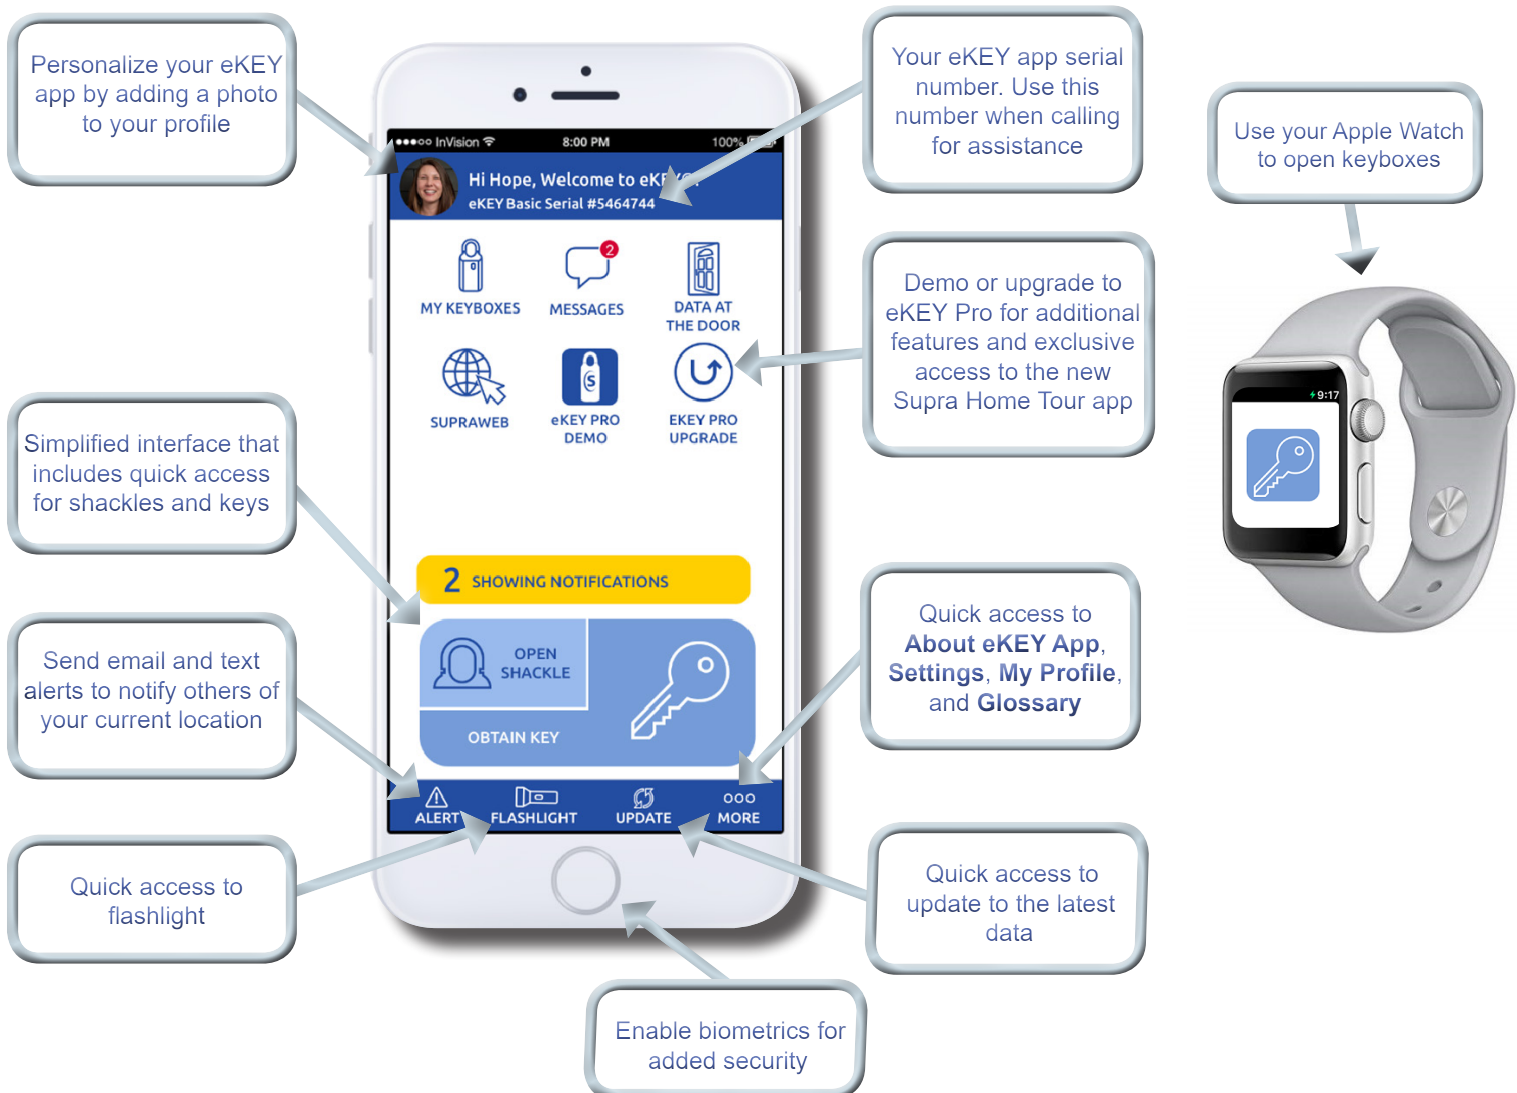 Personalize your eKEY
app by adding a photo
to your profile
Your eKEY app serial
number. Use this
number when calling
for assistance
Use your Apple Watch
to open keyboxes
InVision
8:00 PM
100%
Hi Hope, Welcome to
eKEY Basic Serial #5464744
MY KEYBOXES
2
MESSAGES
DATA AT
THE DOOR
SUPRAWEB
S
eKEY PRO
DEMO
EKEY PRO
UPGRADE
Demo or upgrade to
eKEY Pro for additional
features and exclusive
access to the new
Supra Home Tour app
9:17
Simplified interface that
includes quick access
for shackles and keys
2 SHOWING NOTIFICATIONS
OPEN
SHACKLE
OBTAIN KEY
Quick access to
About eKEY App,
Settings, My Profile,
and Glossary
Send email and text
alerts to notify others of
your current location
ALERT
FLASHLIGHT
UPDATE
MORE
Quick access to
flashlight
Quick access to
update to the latest
data
Enable biometrics for
added security